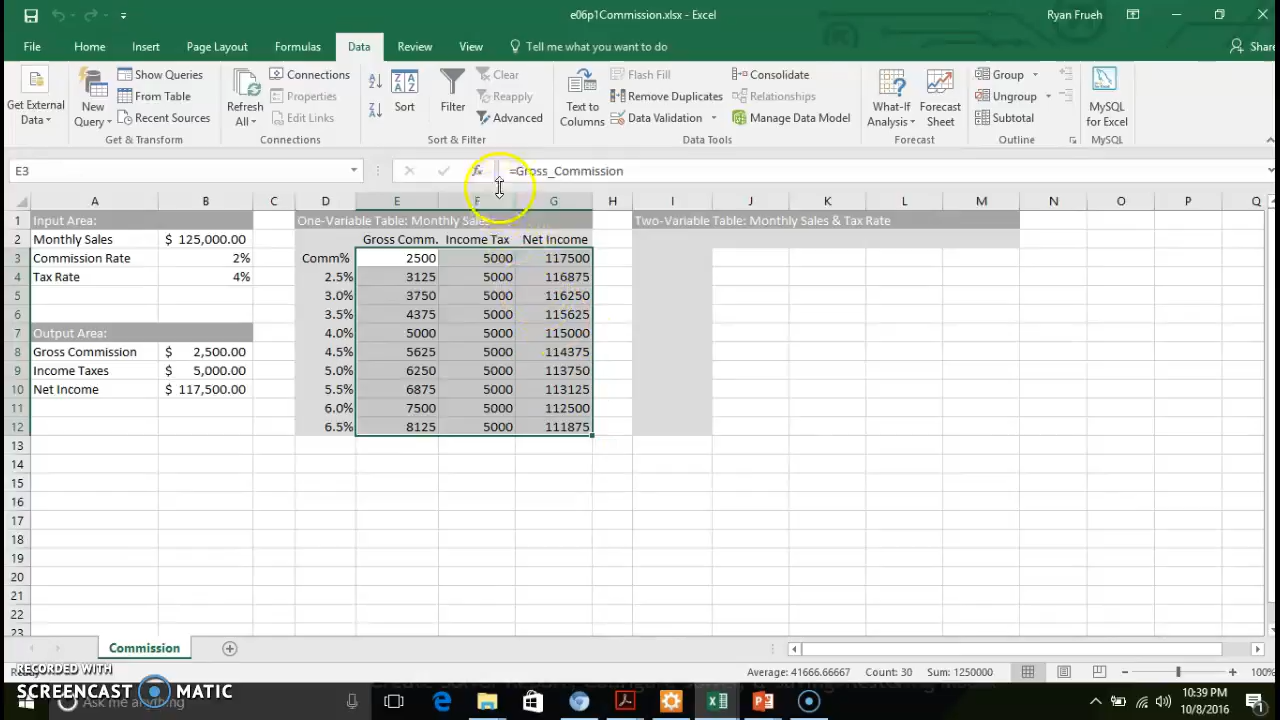 e06p1Commission.xlsx - Excel
Ryan Frueh
File Home Insert Page Layout Formulas Data Review View Tell me what you want to do Share
Get External Data
New Query
Show Queries
From Table
Recent Sources
Get & Transform
Refresh All
Connections
Properties
Edit Links
Connections
Sort
Filter
Clear
Reapply
Advanced
Sort & Filter
Text to Columns
Flash Fill
Remove Duplicates
Data Validation
Consolidate
Relationships
Manage Data Model
Data Tools
What-If Analysis
Forecast Sheet
Forecast
Group
Ungroup
Subtotal
Outline
MySQL for Excel
MySQL
E3 fx =Gross_Commission
A B C D E F G H I J K L M N O P Q
1 Input Area: One-Variable Table: Monthly Sales Two-Variable Table: Monthly Sales & Tax Rate
2 Monthly Sales $ 125,000.00 Gross Comm. Income Tax Net Income
3 Commission Rate 2% Comm% 2500 5000 117500
4 Tax Rate 4% 2.5% 3125 5000 116875
5 3.0% 3750 5000 116250
6 3.5% 4375 5000 115625
7 Output Area: 4.0% 5000 5000 115000
8 Gross Commission $ 2,500.00 4.5% 5625 5000 114375
9 Income Taxes $ 5,000.00 5.0% 6250 5000 113750
10 Net Income $ 117,500.00 5.5% 6875 5000 113125
11 6.0% 7500 5000 112500
12 6.5% 8125 5000 111875
13
14
15
16
17
18
19
20
21
22
23
Commission
Average: 41666.66667 Count: 30 Sum: 1250000 100%
RECORDED WITH
SCREENCAST MATIC
Ask me anything
10:39 PM
10/8/2016